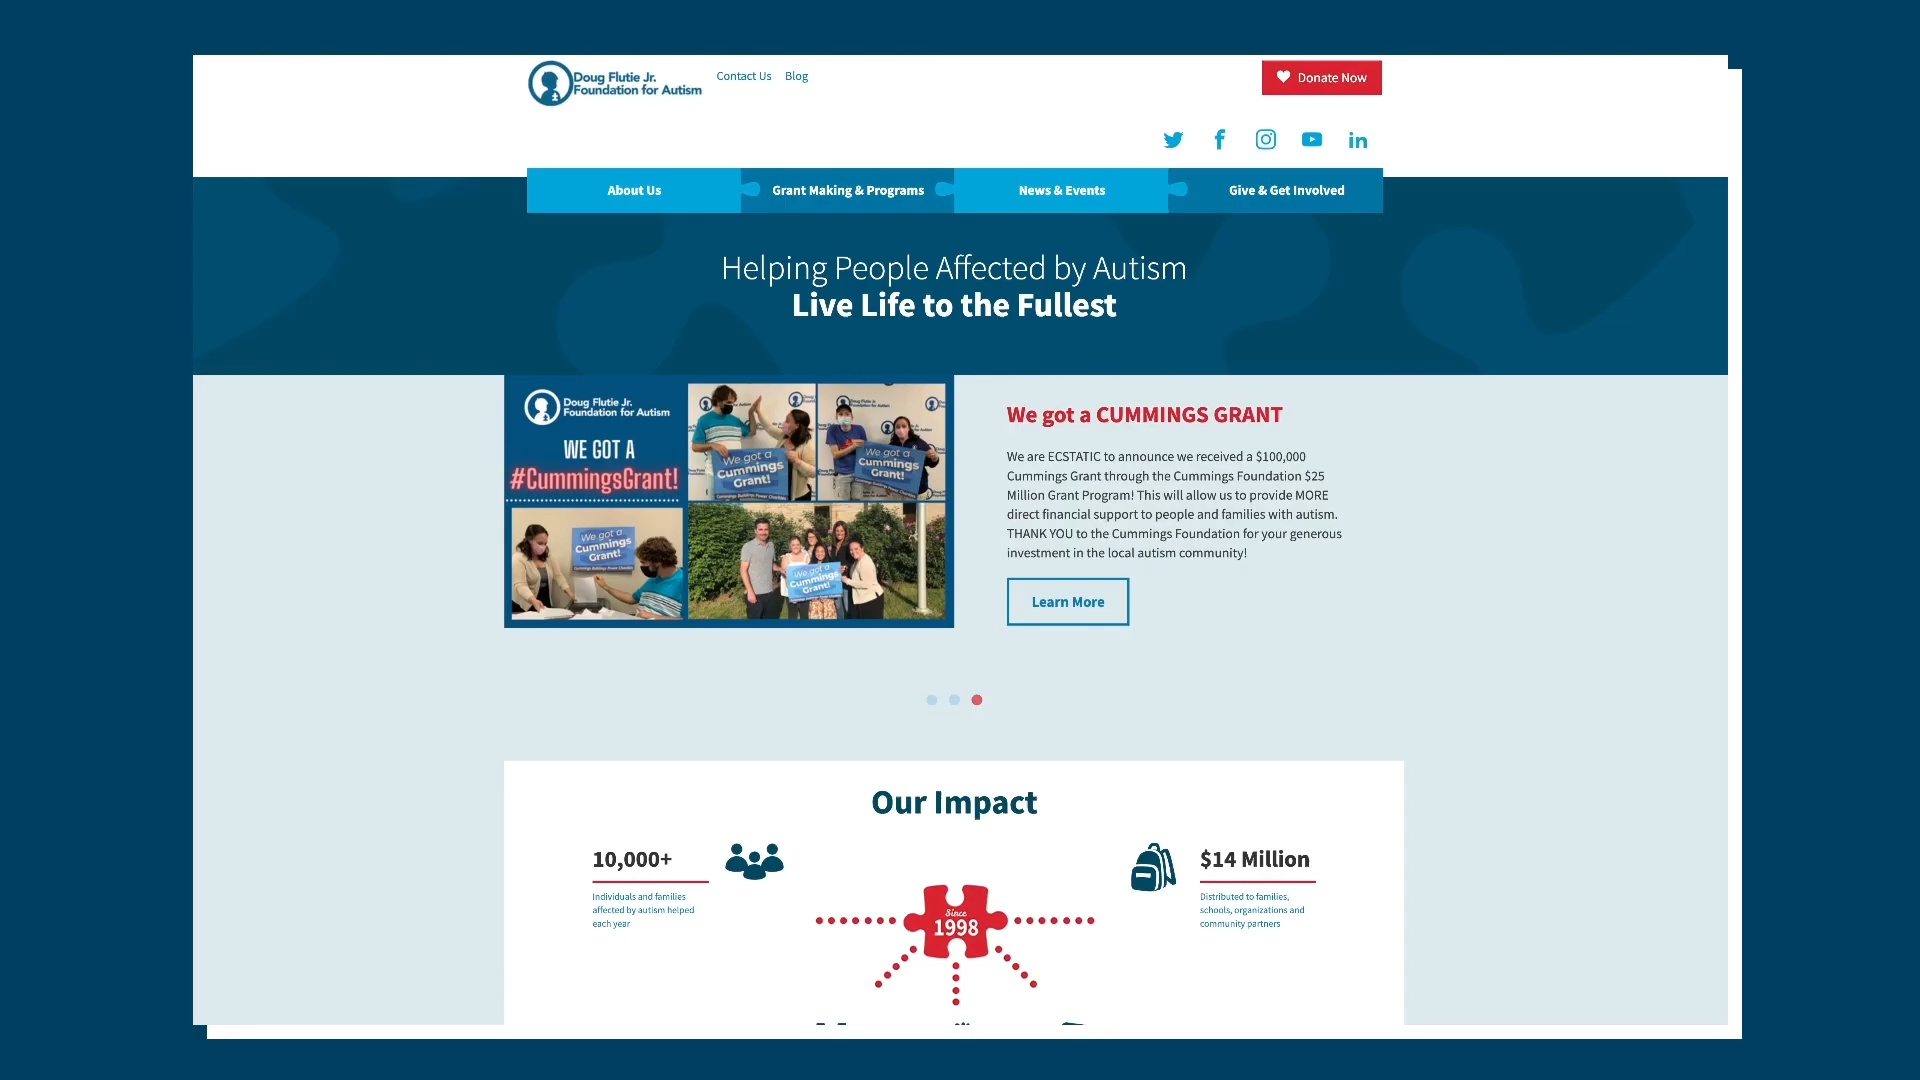 Doug Flutie Jr.
Foundation for Autism
Contact Us
Blog
Donate Now
About Us
Grant Making & Programs
News & Events
Give & Get Involved
Helping People Affected by Autism
Live Life to the Fullest
Doug Flutie Jr.
Foundation for Autism
WE GOT A
#CummingsGrant!
We got a
Cummings
Grant!
We got a
Cummings
Grant!
We got a
Cummings
Grant!
We got a
Cummings
Grant!
We got a CUMMINGS GRANT
We are ECSTATIC to announce we received a $100,000
Cummings Grant through the Cummings Foundation $25
Million Grant Program! This will allow us to provide MORE
direct financial support to people and families with autism.
THANK YOU to the Cummings Foundation for your generous
investment in the local autism community!
Learn More
Our Impact
10,000+
Individuals and families
affected by autism helped
each year
Since
1998
$14 Million
Distributed to families,
schools, organizations and
community partners